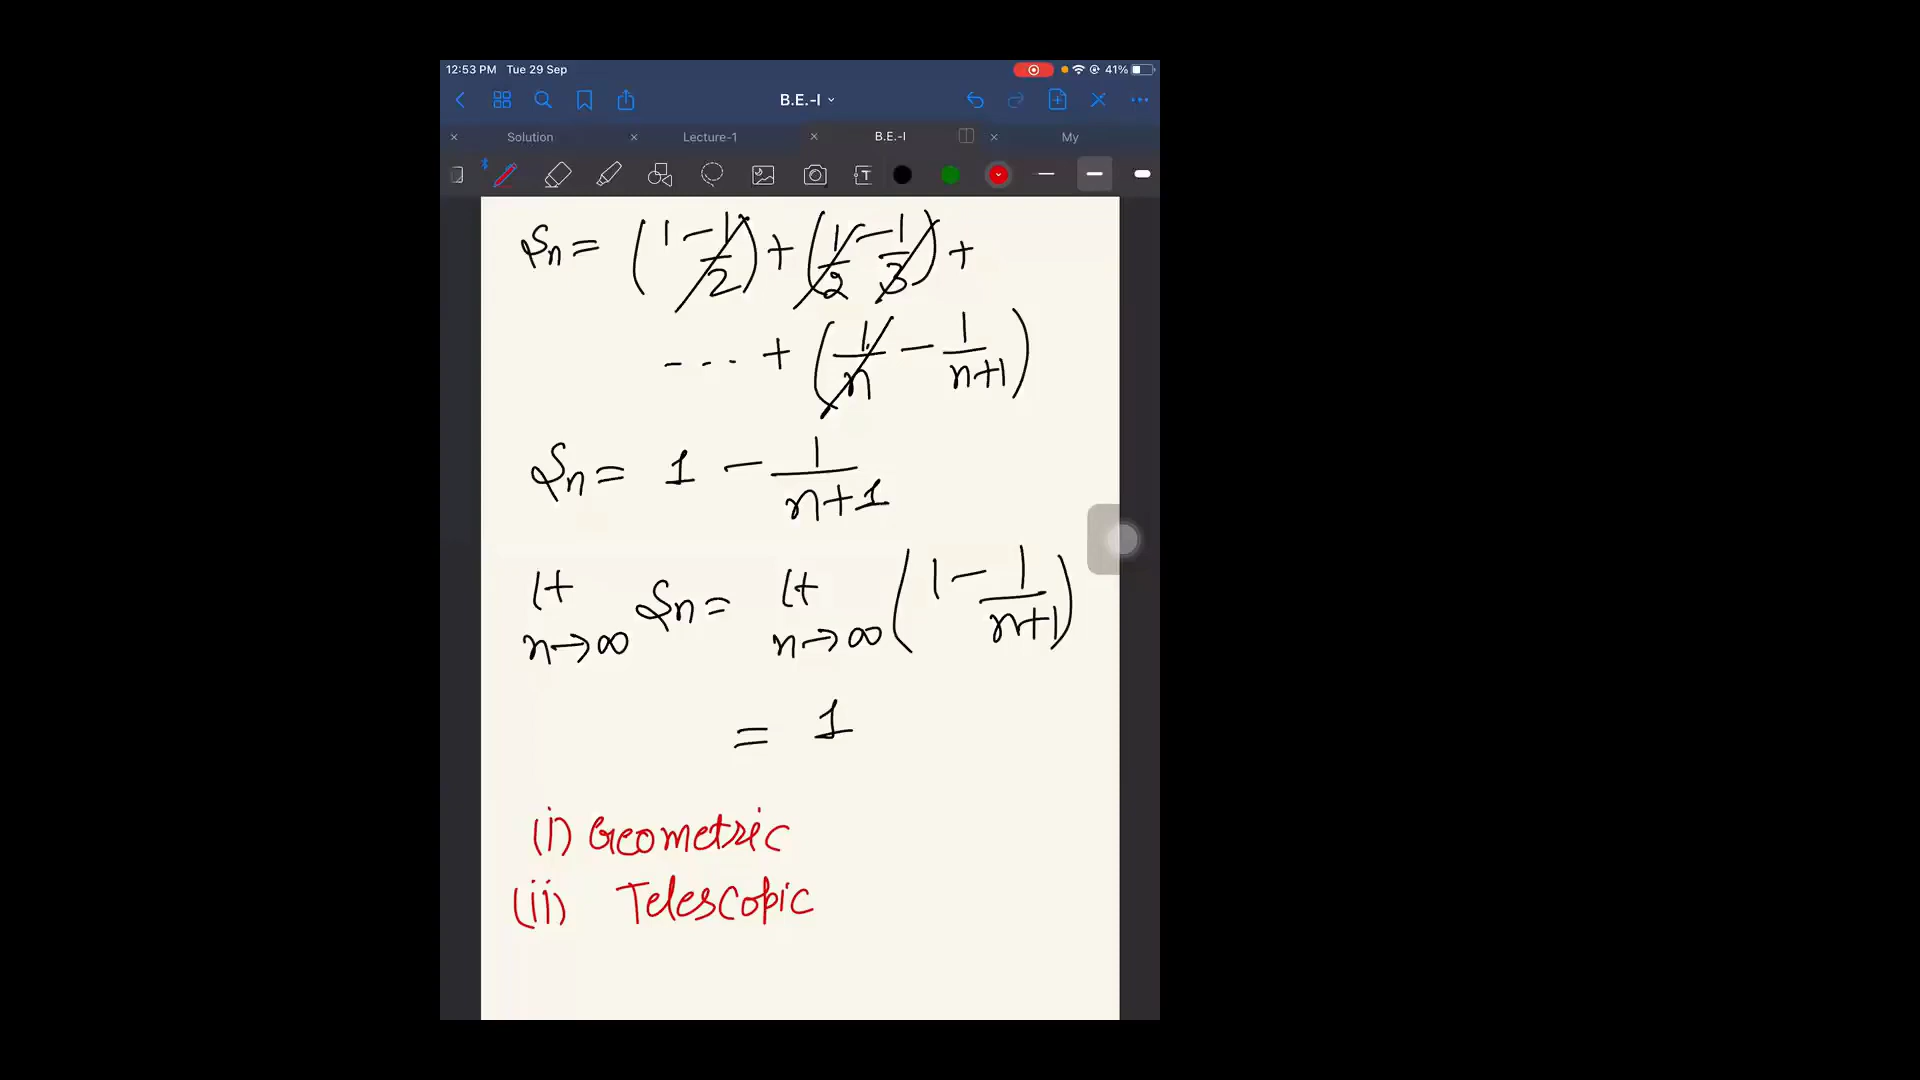 12:53 PM Tue 29 Sep 41%
B.E.-I
Solution Lecture-1 B.E.-I My
T
Sn = (1 - 1/2) + (1/2 - 1/3) +
--- + (1/n - 1/n+1)
Sn = 1 - 1/n+1
lt n→∞ Sn = lt n→∞ (1 - 1/n+1)
= 1
(i) Geometric
(ii) Telescopic